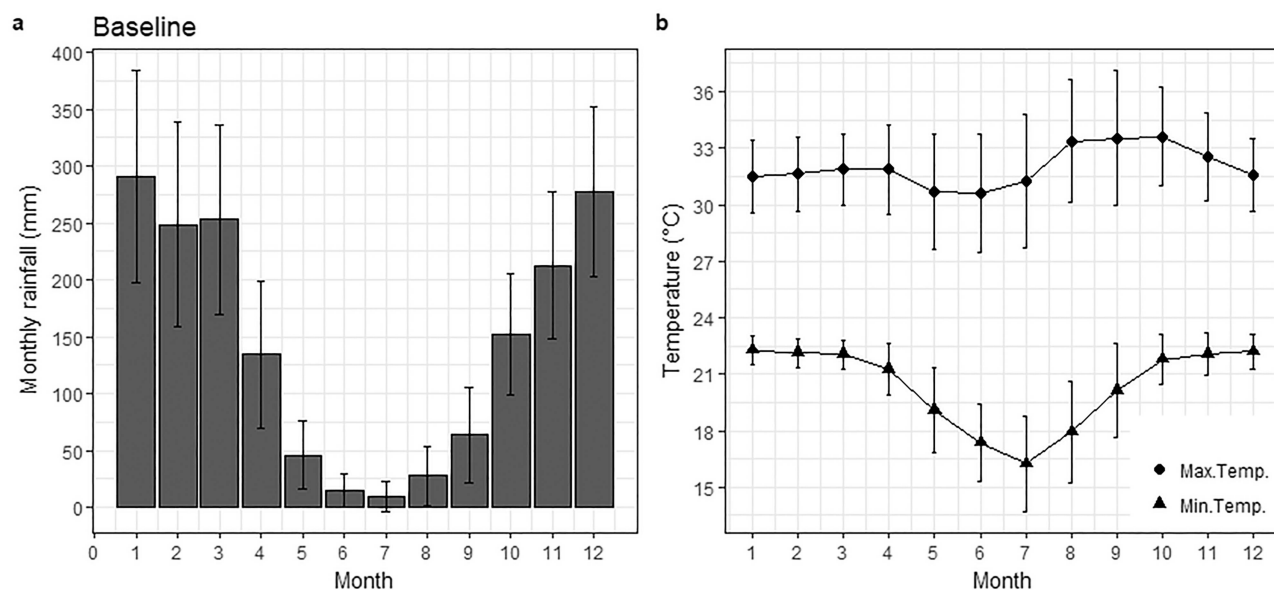 a
Baseline
Monthly rainfall (mm)
400
350
300
250
200
150
100
50
0
0 1 2 3 4 5 6 7 8 9 10 11 12
Month
b
Temperature (°C)
36
33
30
27
24
21
18
15
Max.Temp.
Min.Temp.
1 2 3 4 5 6 7 8 9 10 11 12
Month